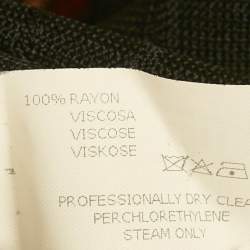 100% RAYON
VISCOSA
VISCOSE
VISKOSE
PROFESSIONALLY DRY CLEA
PERCHLORETHYLENE
STEAM ONLY